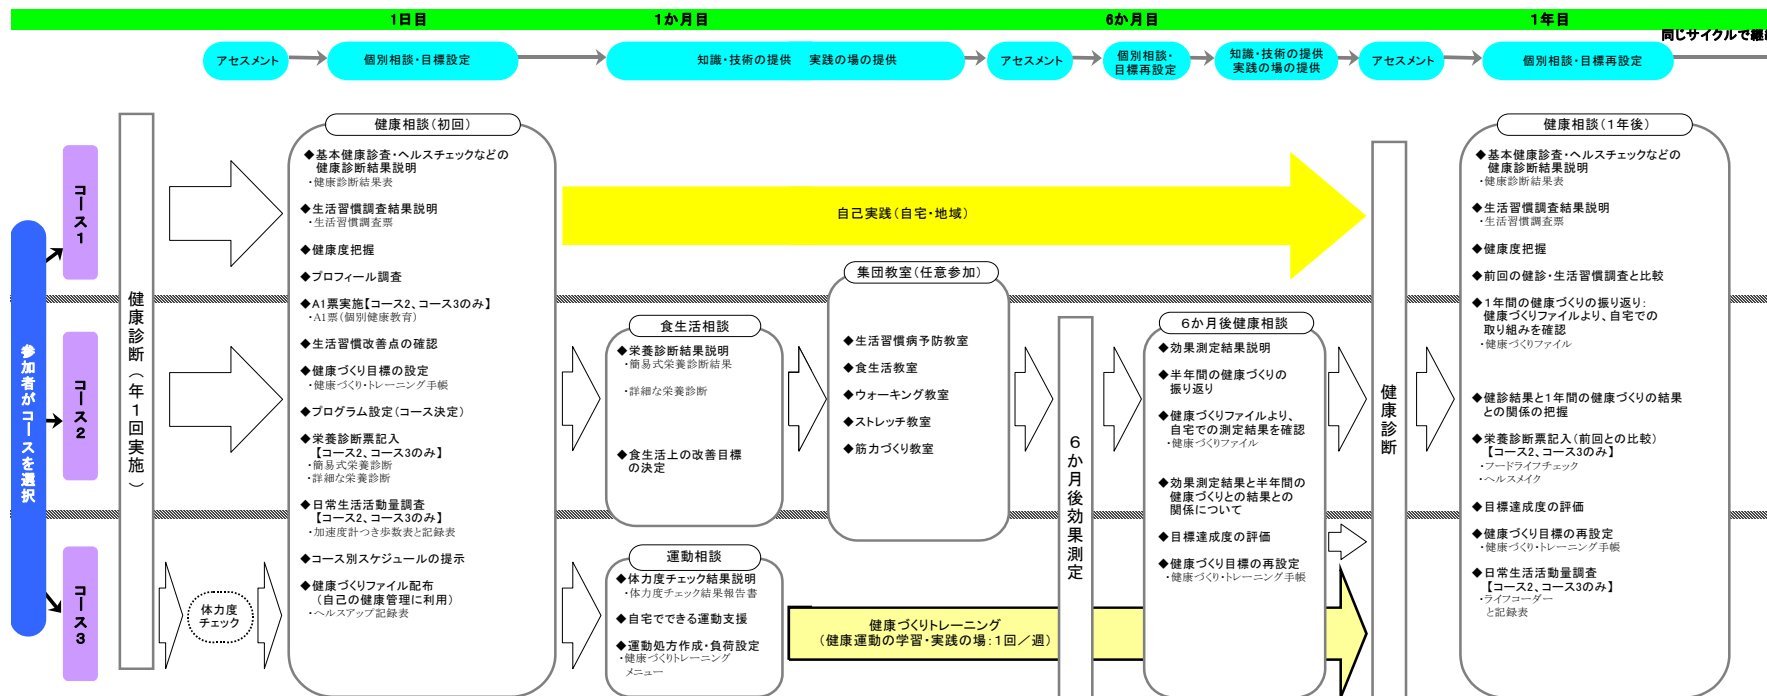 1日目
1か月目
6か月目
1年目
同じサイクルで継
アセスメント
個別相談・目標設定
知識・技術の提供　実践の場の提供
アセスメント
個別相談・
目標再設定
知識・技術の提供
実践の場の提供
アセスメント
個別相談・目標再設定
参加者がコースを選択
コース1
コース2
コース3
健康診断（年1回実施）
体力度
チェック
健康相談(初回)
◆基本健康診査・ヘルスチェックなどの
健康診断結果説明
・健康診断結果表
◆生活習慣調査結果説明
・生活習慣調査票
◆健康度把握
◆プロフィール調査
◆A1票実施【コース2、コース3のみ】
・A1票(個別健康教育)
◆生活習慣改善点の確認
◆健康づくり目標の設定
・健康づくり・トレーニング手帳
◆プログラム設定(コース決定)
◆栄養診断票記入
【コース2、コース3のみ】
・簡易式栄養診断
・詳細な栄養診断
◆日常生活活動量調査
【コース2、コース3のみ】
・加速度計つき歩数表と記録表
◆コース別スケジュールの提示
◆健康づくりファイル配布
(自己の健康管理に利用)
・ヘルスアップ記録表
自己実践(自宅・地域)
食生活相談
◆栄養診断結果説明
・簡易式栄養診断結果
・詳細な栄養診断
◆食生活上の改善目標
の決定
運動相談
◆体力度チェック結果説明
・体力度チェック結果報告書
◆自宅でできる運動支援
◆運動処方作成・負荷設定
・健康づくりトレーニング
メニュー
集団教室(任意参加)
◆生活習慣病予防教室
◆食生活教室
◆ウォーキング教室
◆ストレッチ教室
◆筋力づくり教室
健康づくりトレーニング
(健康運動の学習・実践の場:1回／週)
6か月後効果測定
6か月後健康相談
◆効果測定結果説明
◆半年間の健康づくりの
振り返り
◆健康づくりファイルより、
自宅での測定結果を確認
・健康づくりファイル
◆効果測定結果と半年間の
健康づくりとの結果との
関係について
◆目標達成度の評価
◆健康づくり目標の再設定
・健康づくり・トレーニング手帳
健康診断
健康相談(1年後)
◆基本健康診査・ヘルスチェックなどの
健康診断結果説明
・健康診断結果表
◆生活習慣調査結果説明
・生活習慣調査票
◆健康度把握
◆前回の健診・生活習慣調査と比較
◆1年間の健康づくりの振り返り:
健康づくりファイルより、自宅での
取り組みを確認
・健康づくりファイル
◆健診結果と1年間の健康づくりの結果
との関係の把握
◆栄養診断票記入(前回との比較)
【コース2、コース3のみ】
・フードライフチェック
・ヘルスメイク
◆目標達成度の評価
◆健康づくり目標の再設定
・健康づくり・トレーニング手帳
◆日常生活活動量調査
【コース2、コース3のみ】
・ライフコーダー
と記録表